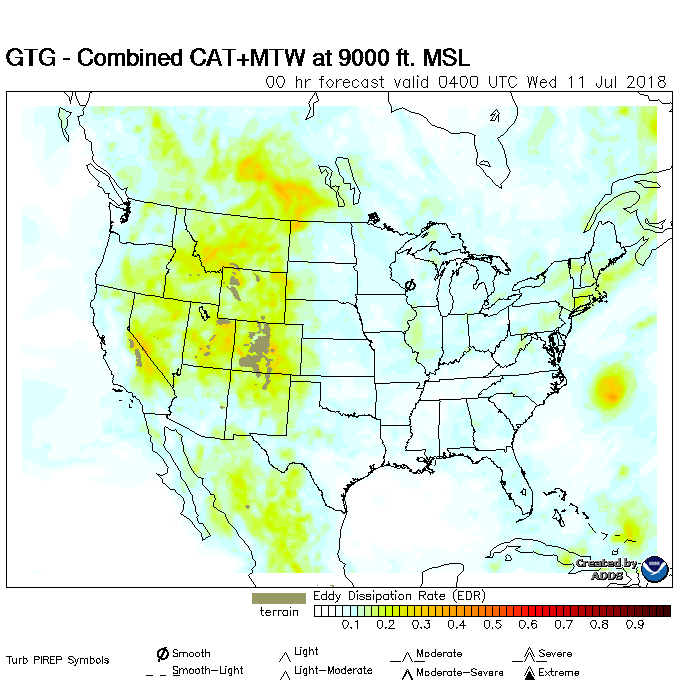 GTG - Combined CAT+MTW at 9000 ft. MSL
00 hr forecast valid 0400 UTC Wed 11 Jul 2018
Created by
ADDS
Eddy Dissipation Rate (EDR)
terrain
0.1 0.2 0.3 0.4 0.5 0.6 0.7 0.8 0.9
Turb PIREP Symbols
Smooth Light Moderate Severe
Smooth-Light Light-Moderate Moderate-Severe Extreme